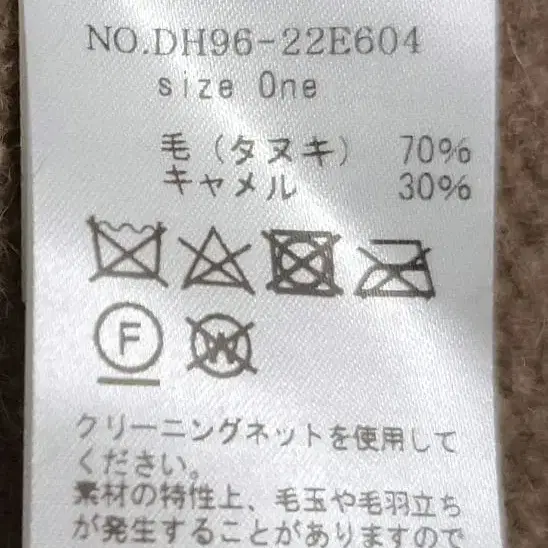 NO.DH96-22E604
size One
毛(タヌキ) 70%
キャメル 30%
F
W
クリーニングネットを使用して
ください。
素材の特性上、毛玉や毛羽立ち
が発生することがありますので